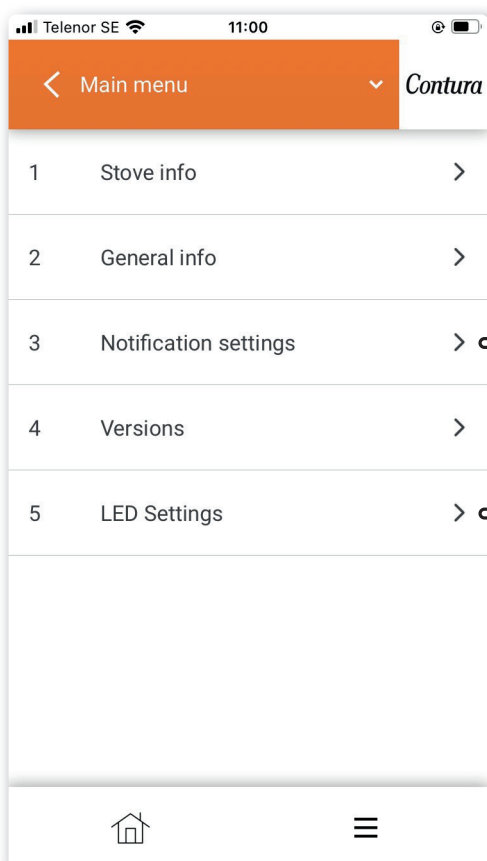 Telenor SE 11:00
Main menu Contura
1 Stove info
2 General info
3 Notification settings
4 Versions
5 LED Settings